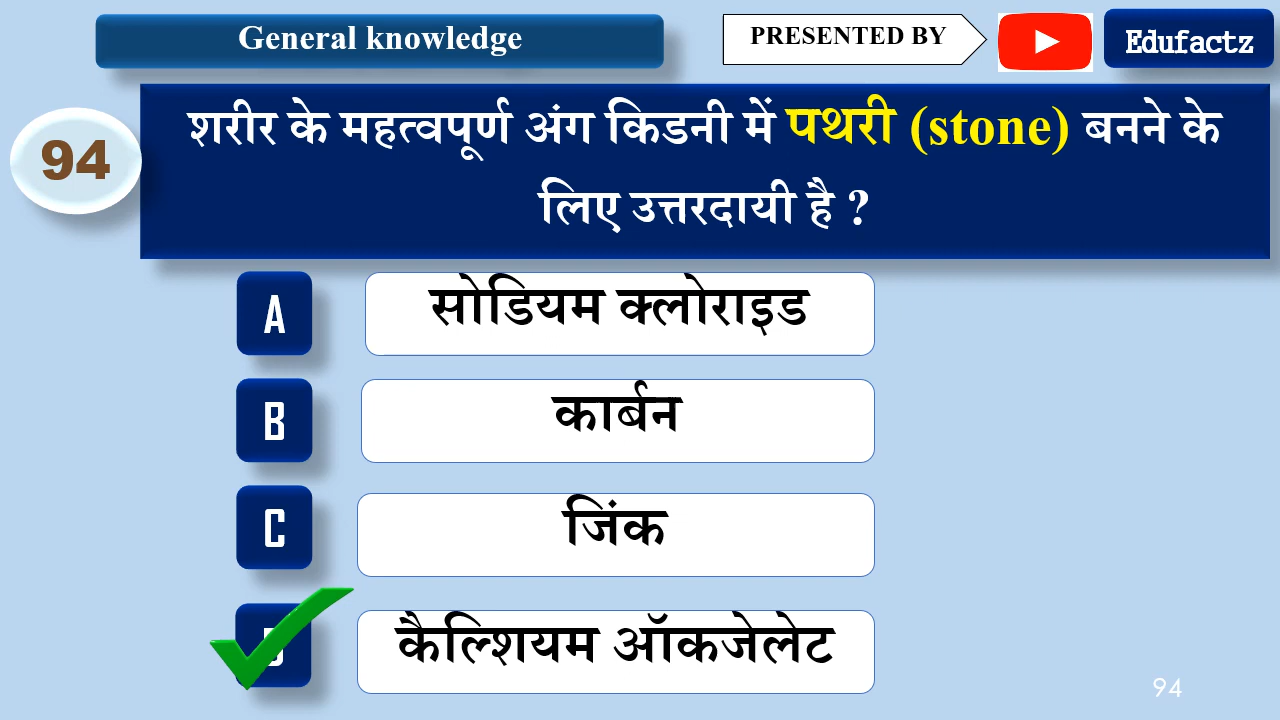 General knowledge
PRESENTED BY
Edufactz
94
शरीर के महत्वपूर्ण अंग किडनी में पथरी (stone) बनने के
लिए उत्तरदायी है ?
A
सोडियम क्लोराइड
B
कार्बन
C
जिंक
कैल्शियम ऑकजेलेट
94